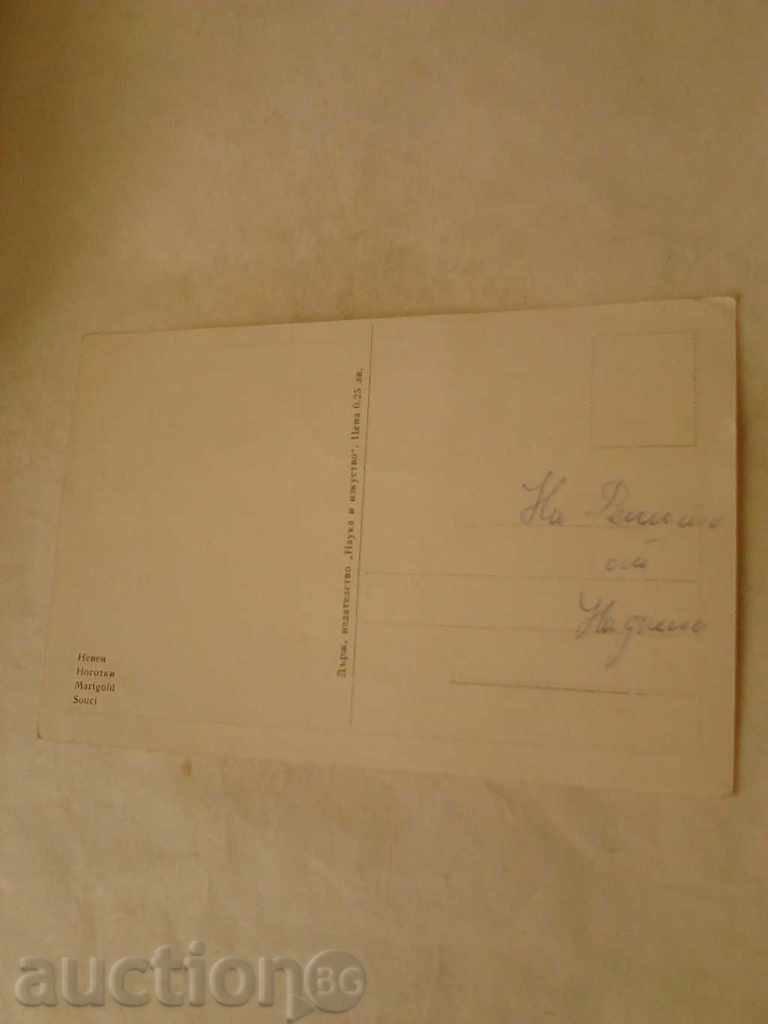 Невен
Ноготки
Marigold
Souci
Държ. издателство „Наука и изкуство“. Цена 0.25 лв.
На
от
auctionBG